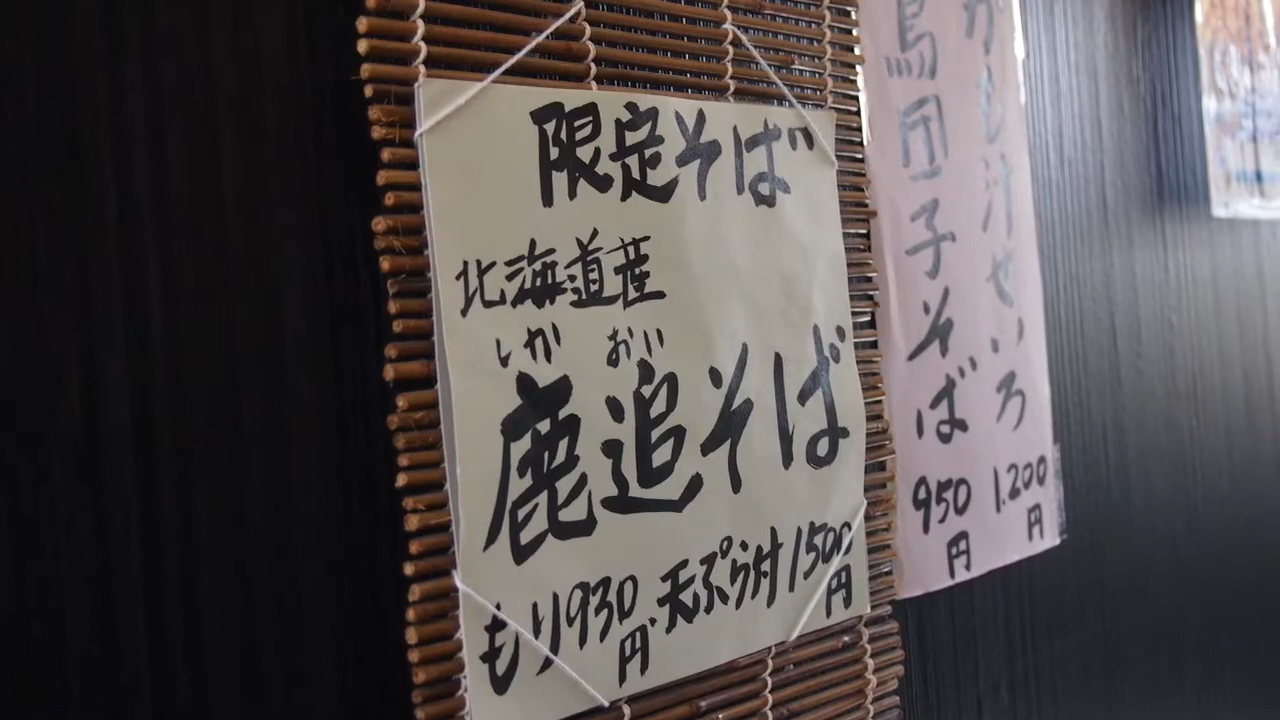 限定そば
北海道産
しか おい
鹿追そば
もり930円・天ぷら付1500円
かも汁せいろ 1.200円
鳥団子そば 950円